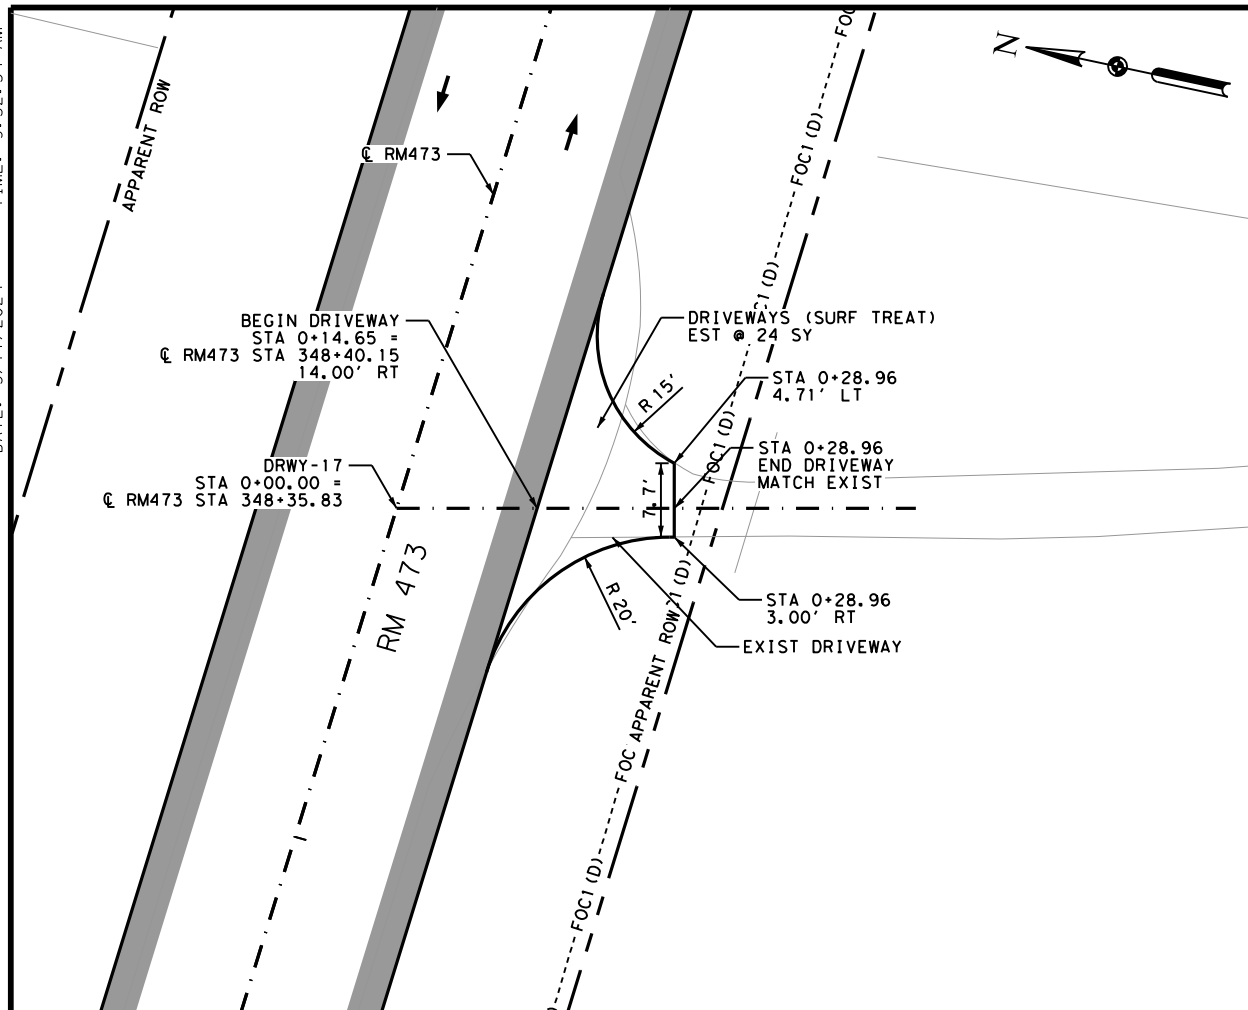 N
APPARENT ROW
℄ RM473
FOC1 (D)
BEGIN DRIVEWAY
STA 0+14.65 =
℄ RM473 STA 348+40.15
14.00' RT
DRIVEWAYS (SURF TREAT)
EST @ 24 SY
R 15'
STA 0+28.96
4.71' LT
FOC1 (D)
STA 0+28.96
END DRIVEWAY
MATCH EXIST
DRWY-17
STA 0+00.00 =
℄ RM473 STA 348+35.83
7.7'
RM 473
R 20'
STA 0+28.96
3.00' RT
EXIST DRIVEWAY
APPARENT ROW
FOC1 (D)